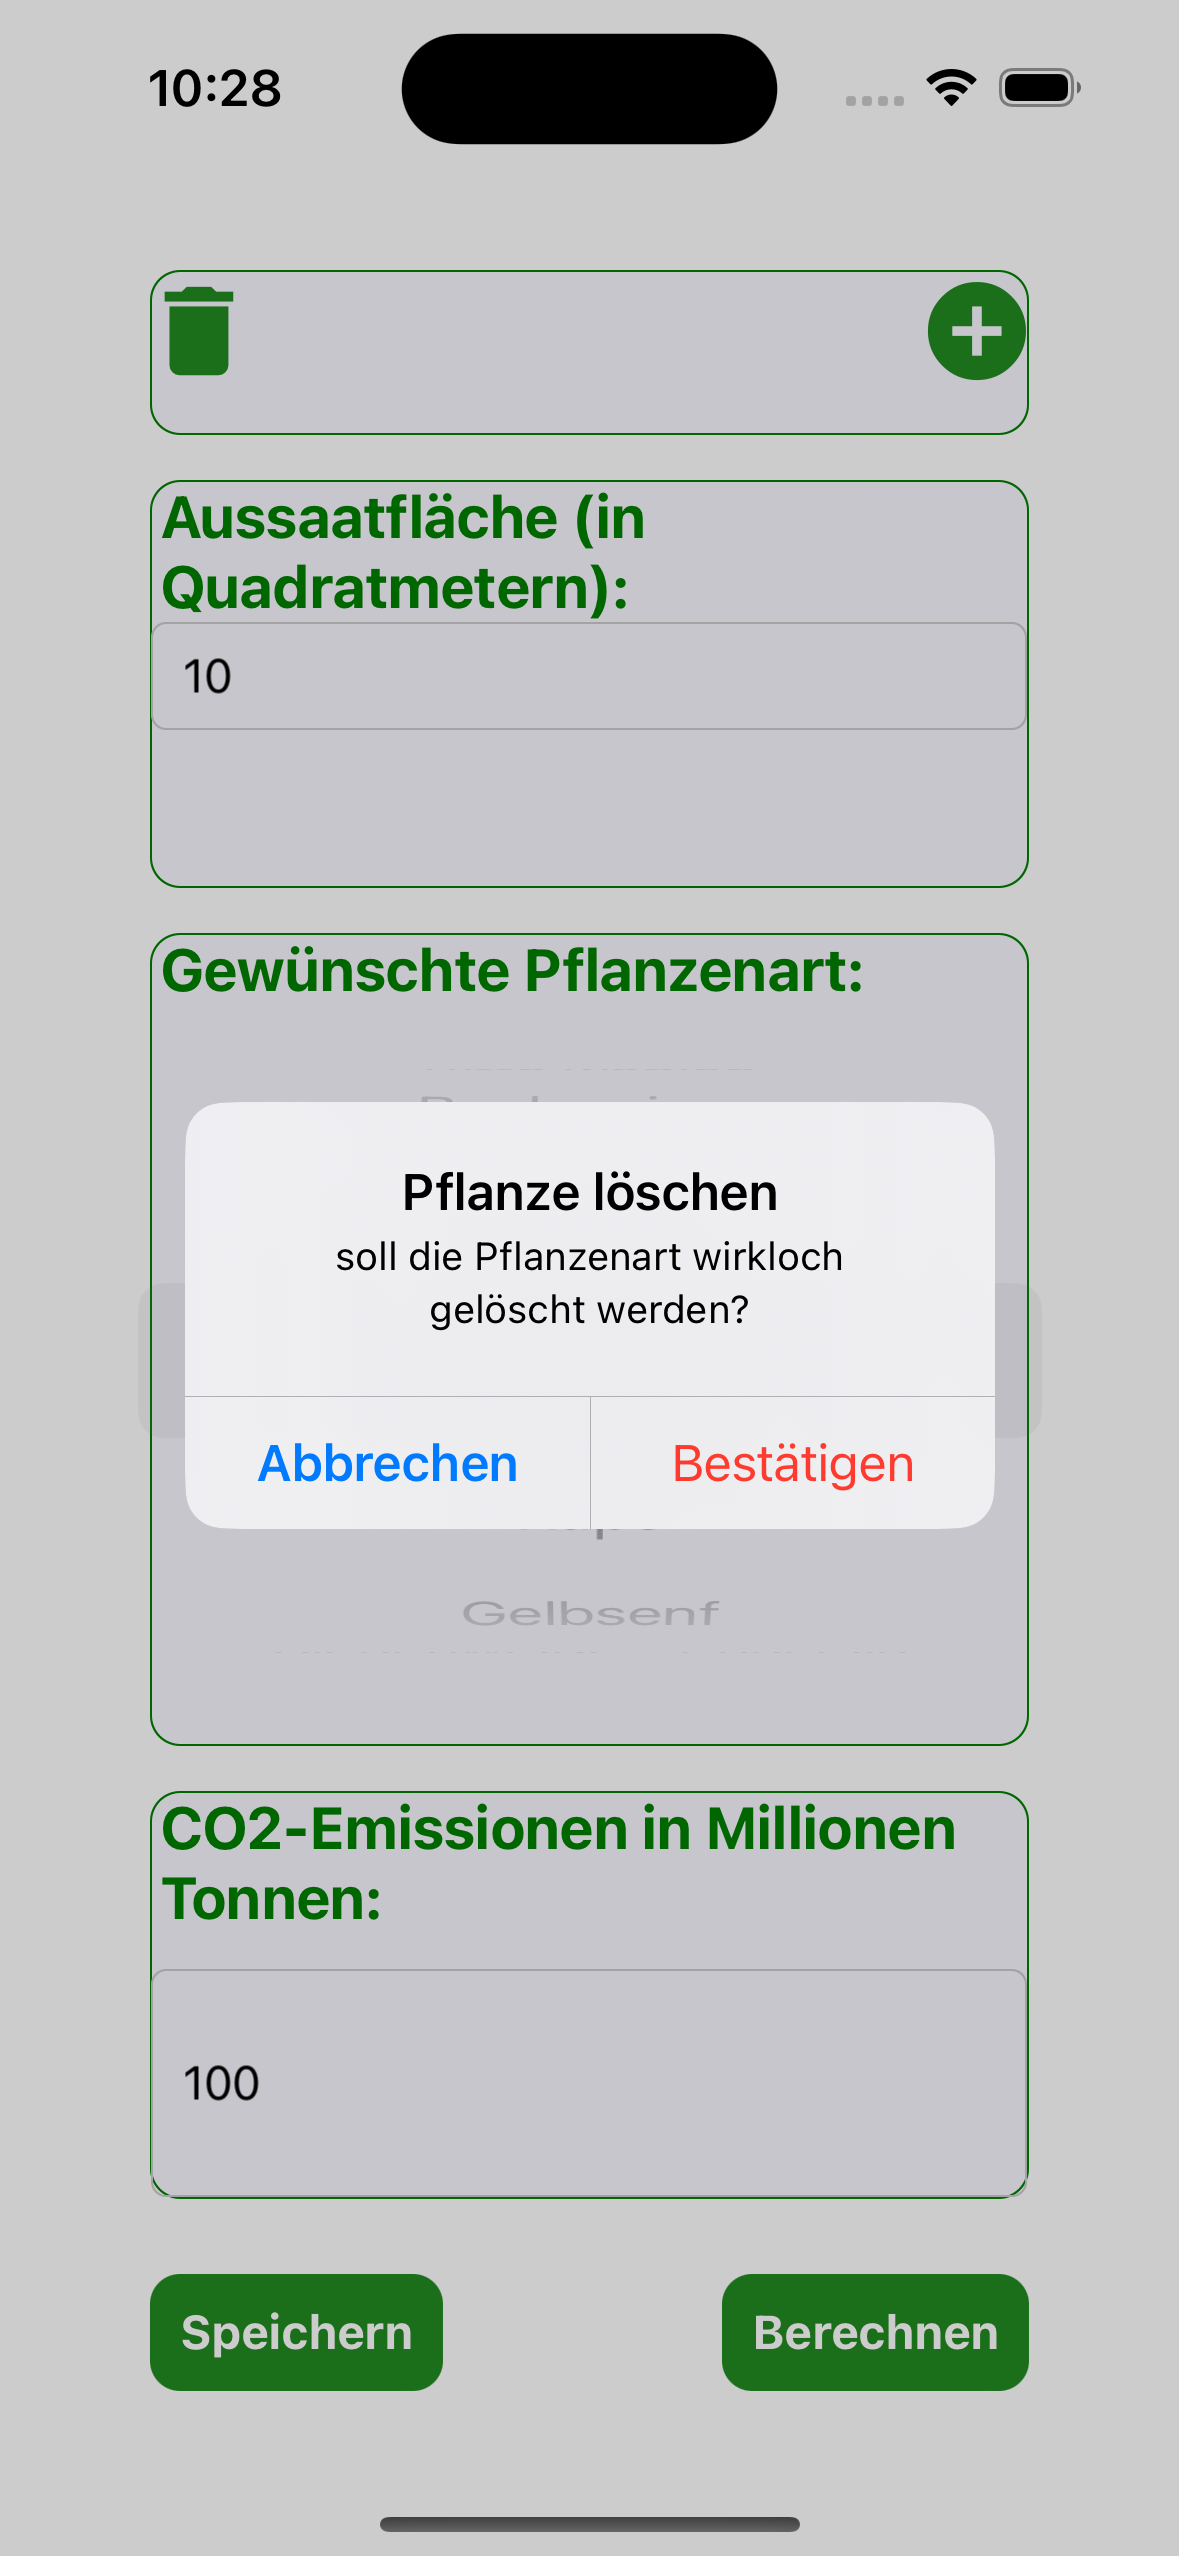 10:28
Aussaatfläche (in
Quadratmetern):
10
Gewünschte Pflanzenart:
Pflanze löschen
soll die Pflanzenart wirkloch
gelöscht werden?
Abbrechen
Bestätigen
Gelbsenf
CO2-Emissionen in Millionen
Tonnen:
100
Speichern
Berechnen